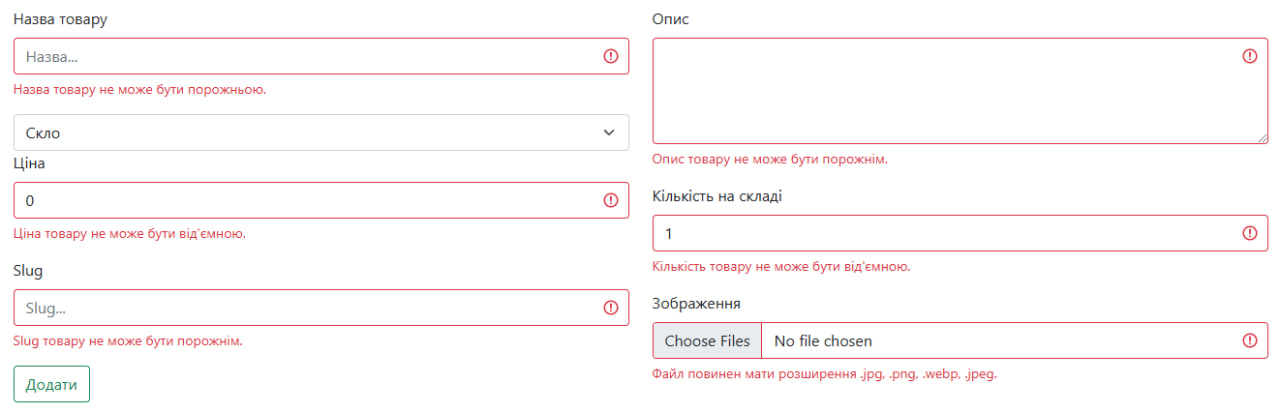 Назва товару
Назва...
Назва товару не може бути порожньою.
Скло
Ціна
0
Ціна товару не може бути від'ємною.
Slug
Slug...
Slug товару не може бути порожнім.
Додати
Опис
Опис товару не може бути порожнім.
Кількість на складі
1
Кількість товару не може бути від'ємною.
Зображення
Choose Files No file chosen
Файл повинен мати розширення .jpg, .png, .webp, .jpeg.